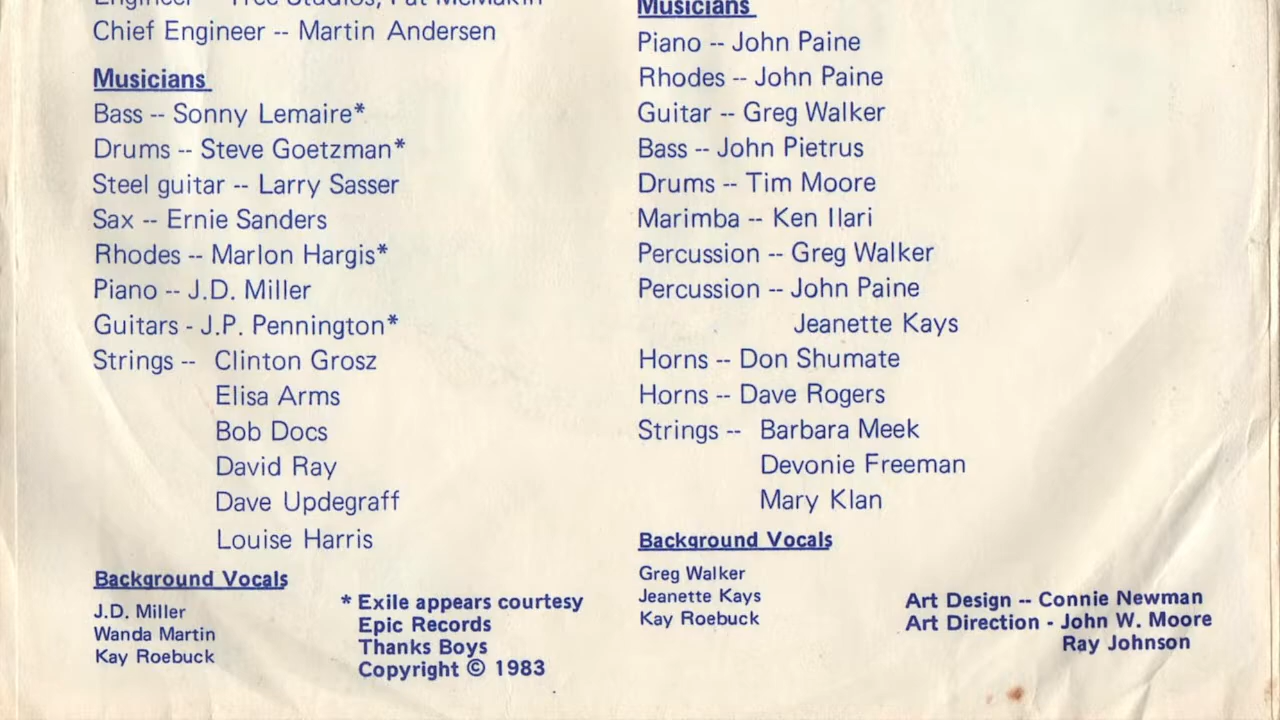 Engineer -- Tree Studios, Pat McMakin
Chief Engineer -- Martin Andersen
Musicians
Bass -- Sonny Lemaire*
Drums -- Steve Goetzman*
Steel guitar -- Larry Sasser
Sax -- Ernie Sanders
Rhodes -- Marlon Hargis*
Piano -- J.D. Miller
Guitars - J.P. Pennington*
Strings -- Clinton Grosz
Elisa Arms
Bob Docs
David Ray
Dave Updegraff
Louise Harris
Background Vocals
J.D. Miller
Wanda Martin
Kay Roebuck
* Exile appears courtesy
Epic Records
Thanks Boys
Copyright © 1983
Musicians
Piano -- John Paine
Rhodes -- John Paine
Guitar -- Greg Walker
Bass -- John Pietrus
Drums -- Tim Moore
Marimba -- Ken Ilari
Percussion -- Greg Walker
Percussion -- John Paine
Jeanette Kays
Horns -- Don Shumate
Horns -- Dave Rogers
Strings -- Barbara Meek
Devonie Freeman
Mary Klan
Background Vocals
Greg Walker
Jeanette Kays
Kay Roebuck
Art Design -- Connie Newman
Art Direction - John W. Moore
Ray Johnson